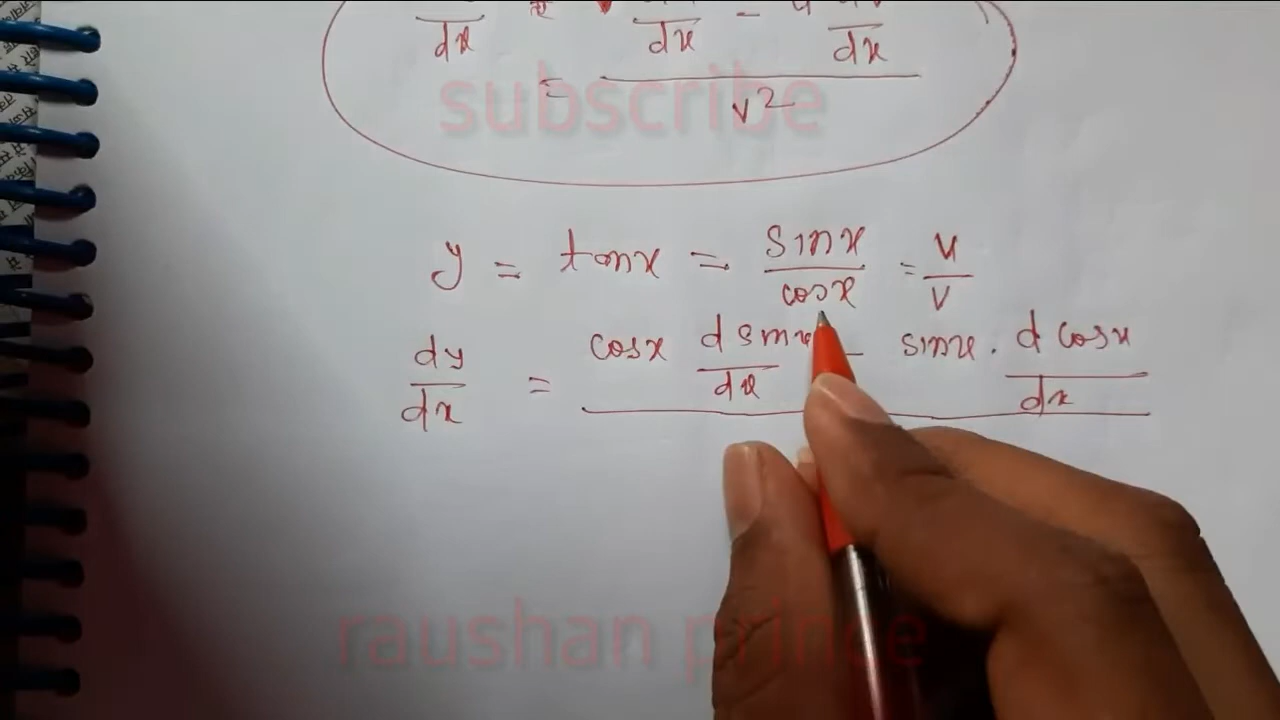 dx = dx - dx
subscribe
= v²
y = tanx = sinx/cosx = u/v
dy/dx = cosx d sinx/dx - sinx . d cosx/dx
raushan prince